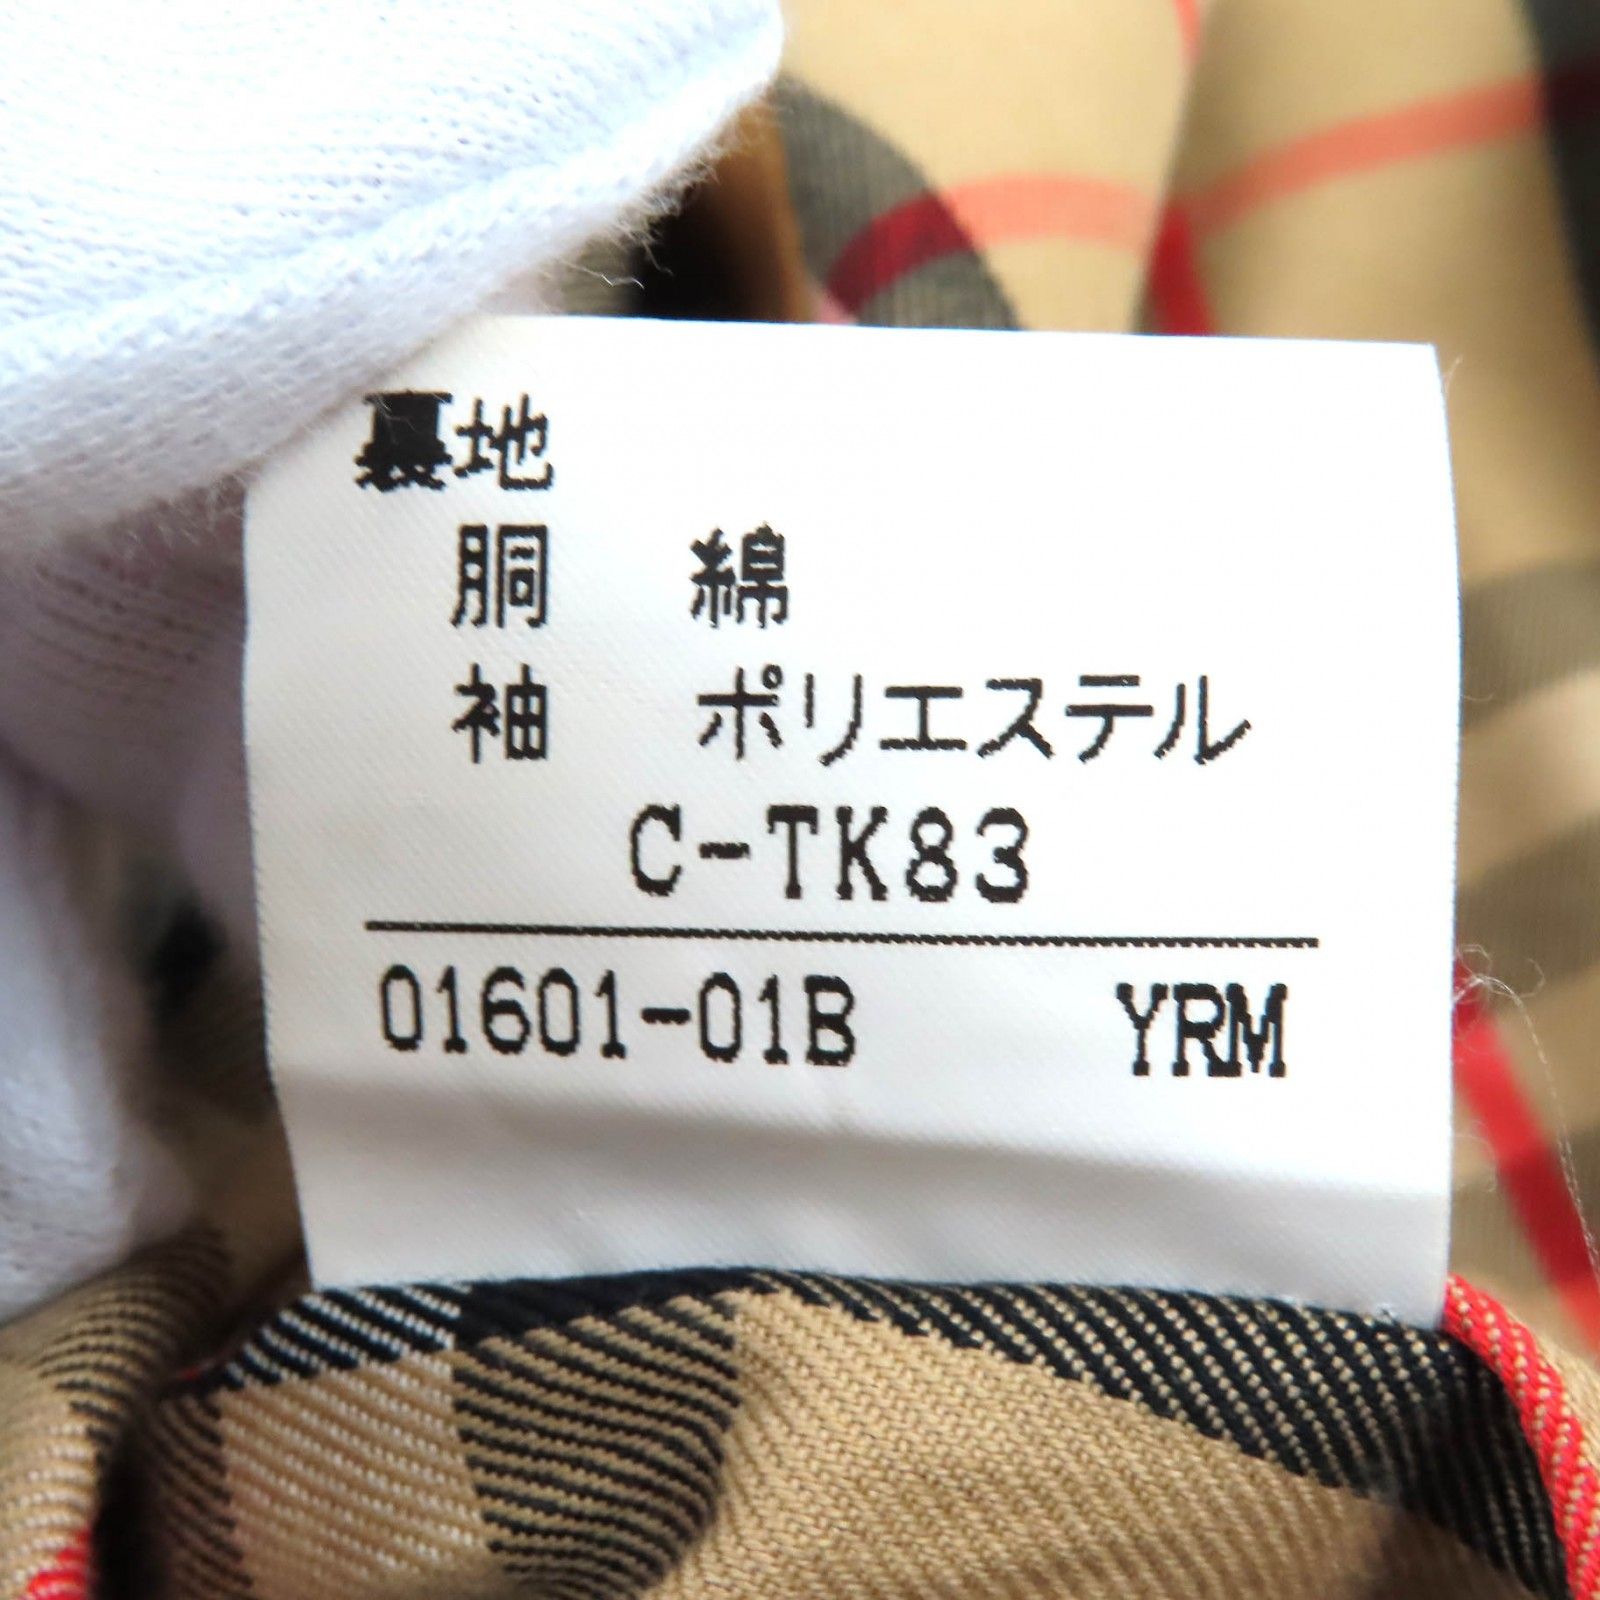 裏地
胴 綿
袖 ポリエステル
C-TK83
01601-01B YRM